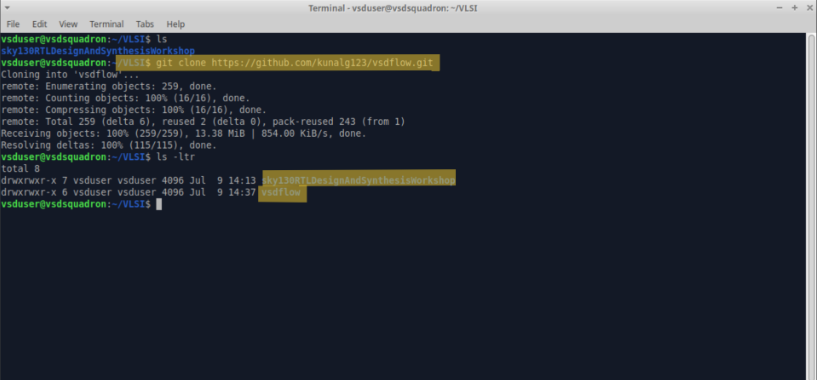 Terminal - vsduser@vsdsquadron: ~/VLSI
File Edit View Terminal Tabs Help
vsduser@vsdsquadron:~/VLSI$ ls
sky130RTLDesignAndSynthesisWorkshop
vsduser@vsdsquadron:~/VLSI$ git clone https://github.com/kunalg123/vsdflow.git
Cloning into 'vsdflow'...
remote: Enumerating objects: 259, done.
remote: Counting objects: 100% (16/16), done.
remote: Compressing objects: 100% (16/16), done.
remote: Total 259 (delta 6), reused 2 (delta 0), pack-reused 243 (from 1)
Receiving objects: 100% (259/259), 13.38 MiB | 854.00 KiB/s, done.
Resolving deltas: 100% (115/115), done.
vsduser@vsdsquadron:~/VLSI$ ls -ltr
total 8
drwxrwxr-x 7 vsduser vsduser 4096 Jul  9 14:13 sky130RTLDesignAndSynthesisWorkshop
drwxrwxr-x 6 vsduser vsduser 4096 Jul  9 14:37 vsdflow
vsduser@vsdsquadron:~/VLSI$